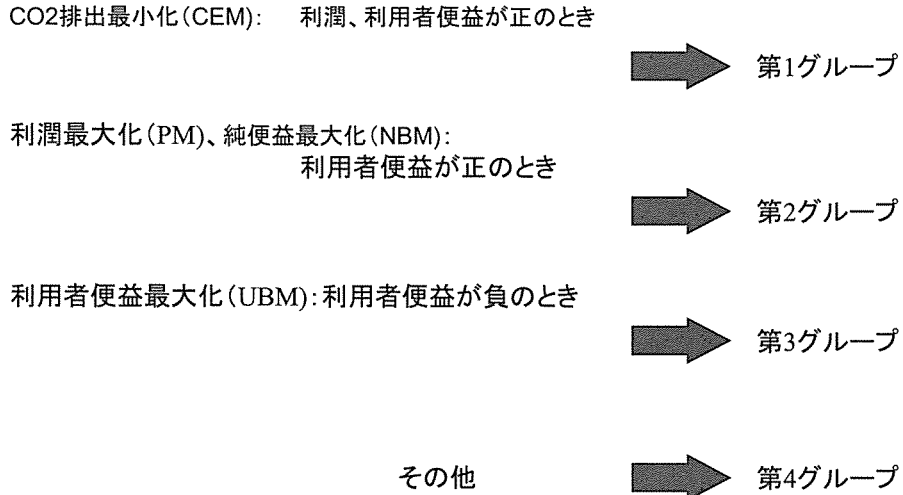 CO2排出最小化(CEM): 利潤、利用者便益が正のとき
第1グループ
利潤最大化(PM)、純便益最大化(NBM):
利用者便益が正のとき
第2グループ
利用者便益最大化(UBM):利用者便益が負のとき
第3グループ
その他 第4グループ